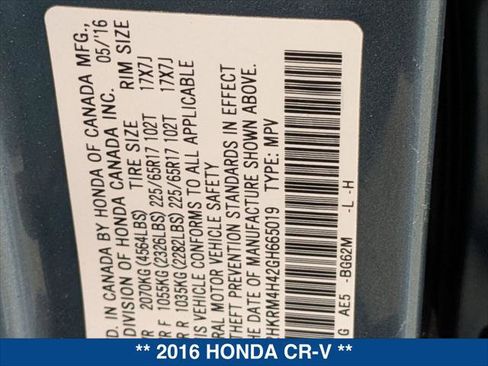 D. IN CANADA BY HONDA OF CANADA MFG.,
DIVISION OF HONDA CANADA INC. 05/16
TIRE SIZE RIM SIZE
R 2070KG (4564LBS)
R F 1055KG (2326LBS) 225/65R17 102T 17X7J
R R 1035KG (2282LBS) 225/65R17 102T 17X7J
IS VEHICLE CONFORMS TO ALL APPLICABLE
RAL MOTOR VEHICLE SAFETY
THEFT PREVENTION STANDARDS IN EFFECT
DATE OF MANUFACTURE SHOWN ABOVE.
HKRM4H42GH665019 TYPE: MPV
G AE5 -BG62M -L -H
** 2016 HONDA CR-V **